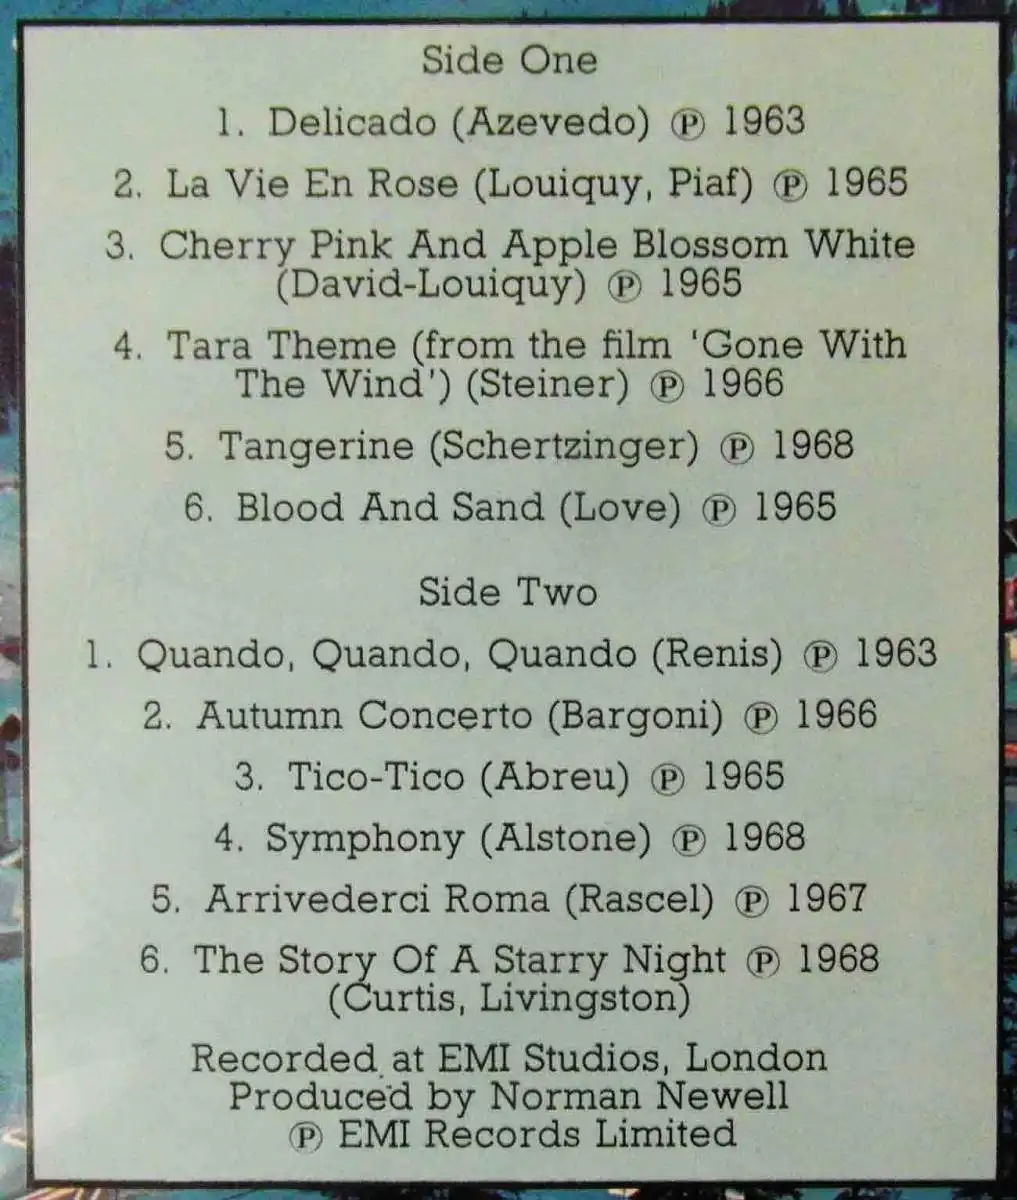 Side One
1. Delicado (Azevedo) ℗ 1963
2. La Vie En Rose (Louiquy, Piaf) ℗ 1965
3. Cherry Pink And Apple Blossom White
(David-Louiquy) ℗ 1965
4. Tara Theme (from the film 'Gone With
The Wind') (Steiner) ℗ 1966
5. Tangerine (Schertzinger) ℗ 1968
6. Blood And Sand (Love) ℗ 1965
Side Two
1. Quando, Quando, Quando (Renis) ℗ 1963
2. Autumn Concerto (Bargoni) ℗ 1966
3. Tico-Tico (Abreu) ℗ 1965
4. Symphony (Alstone) ℗ 1968
5. Arrivederci Roma (Rascel) ℗ 1967
6. The Story Of A Starry Night ℗ 1968
(Curtis, Livingston)
Recorded at EMI Studios, London
Produced by Norman Newell
℗ EMI Records Limited